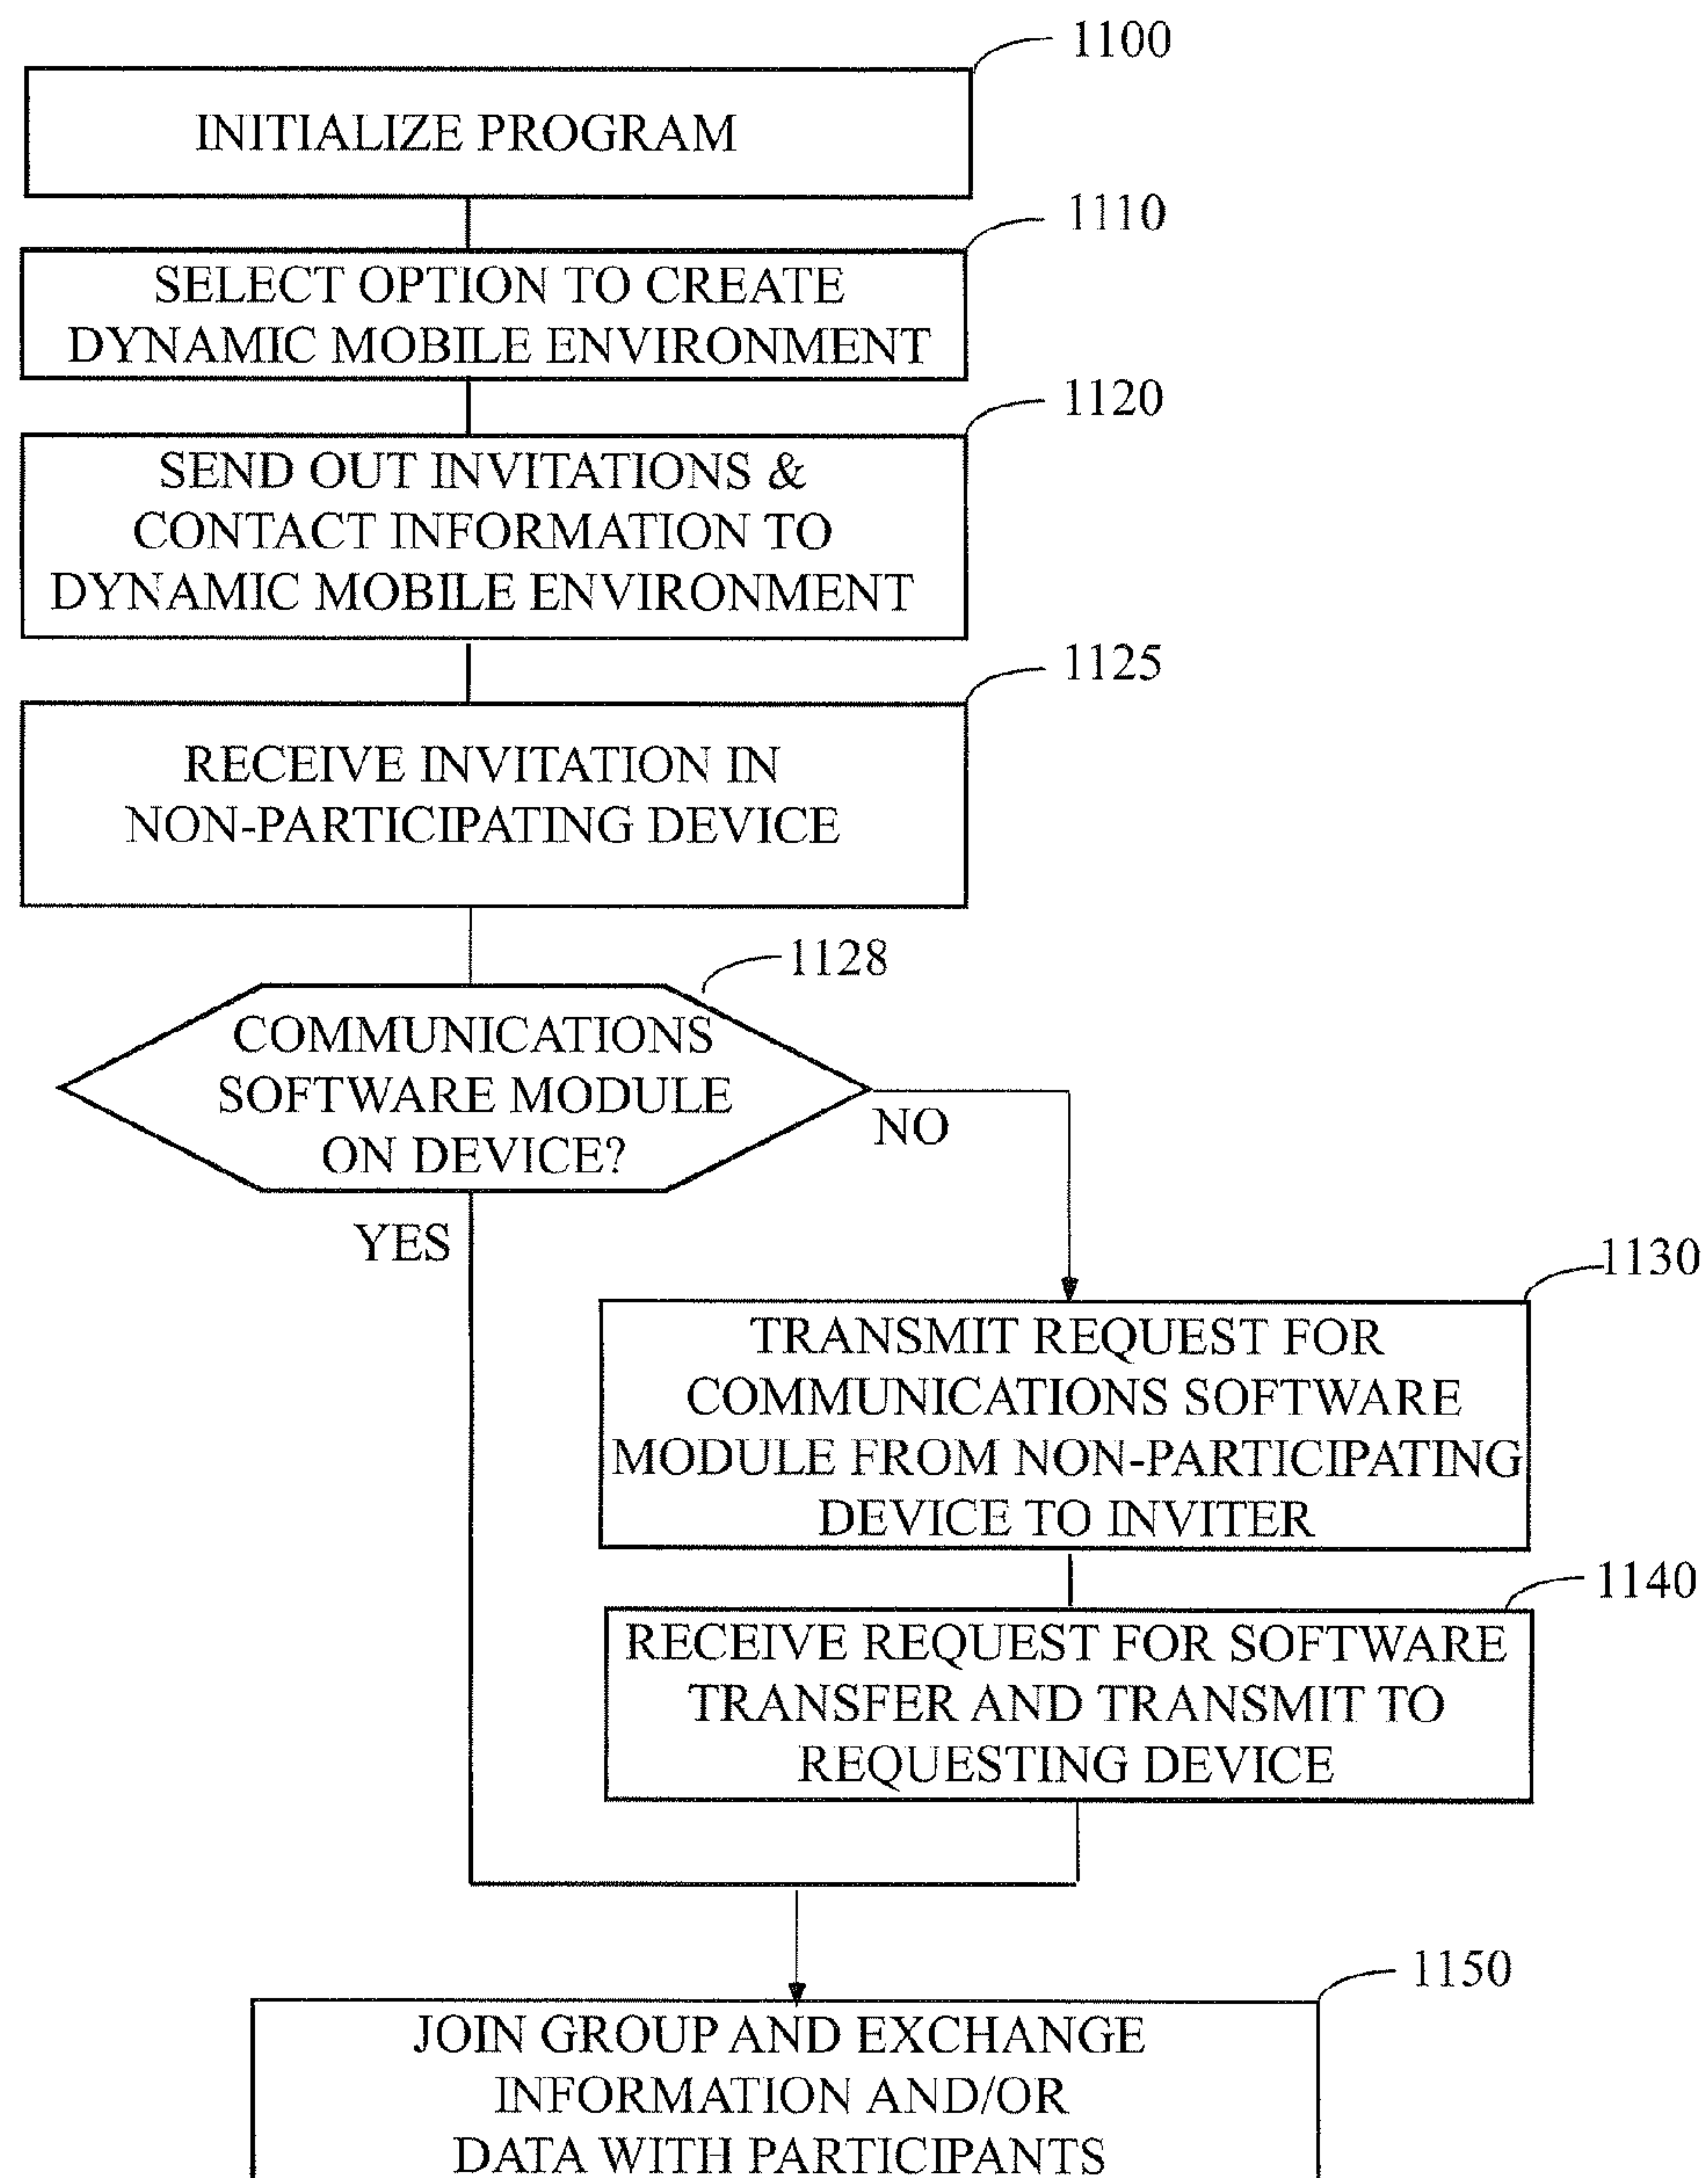 1100
INITIALIZE PROGRAM
1110
SELECT OPTION TO CREATE
DYNAMIC MOBILE ENVIRONMENT
1120
SEND OUT INVITATIONS &
CONTACT INFORMATION TO
DYNAMIC MOBILE ENVIRONMENT
1125
RECEIVE INVITATION IN
NON-PARTICIPATING DEVICE
1128
COMMUNICATIONS
SOFTWARE MODULE
ON DEVICE?
NO
YES
1130
TRANSMIT REQUEST FOR
COMMUNICATIONS SOFTWARE
MODULE FROM NON-PARTICIPATING
DEVICE TO INVITER
1140
RECEIVE REQUEST FOR SOFTWARE
TRANSFER AND TRANSMIT TO
REQUESTING DEVICE
1150
JOIN GROUP AND EXCHANGE
INFORMATION AND/OR
DATA WITH PARTICIPANTS